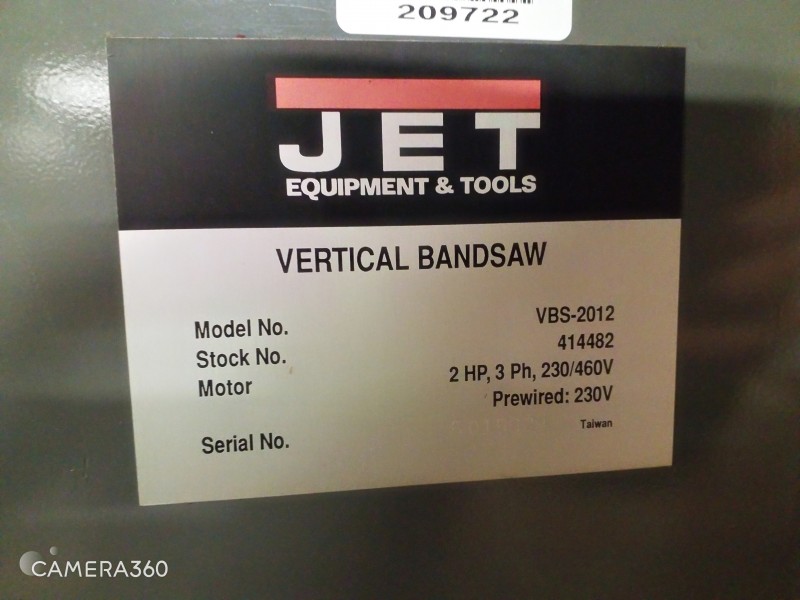 209722
JET
EQUIPMENT & TOOLS
VERTICAL BANDSAW
Model No. VBS-2012
Stock No. 414482
Motor 2 HP, 3 Ph, 230/460V
Prewired: 230V
Serial No. Taiwan
CAMERA360